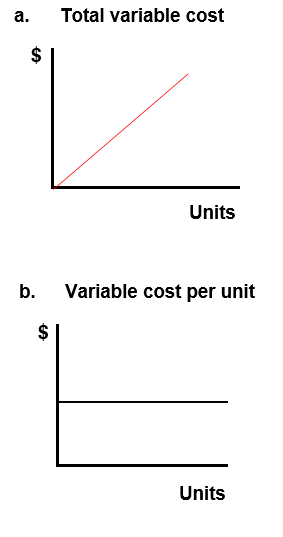 a. Total variable cost
$
Units
b. Variable cost per unit
$
Units